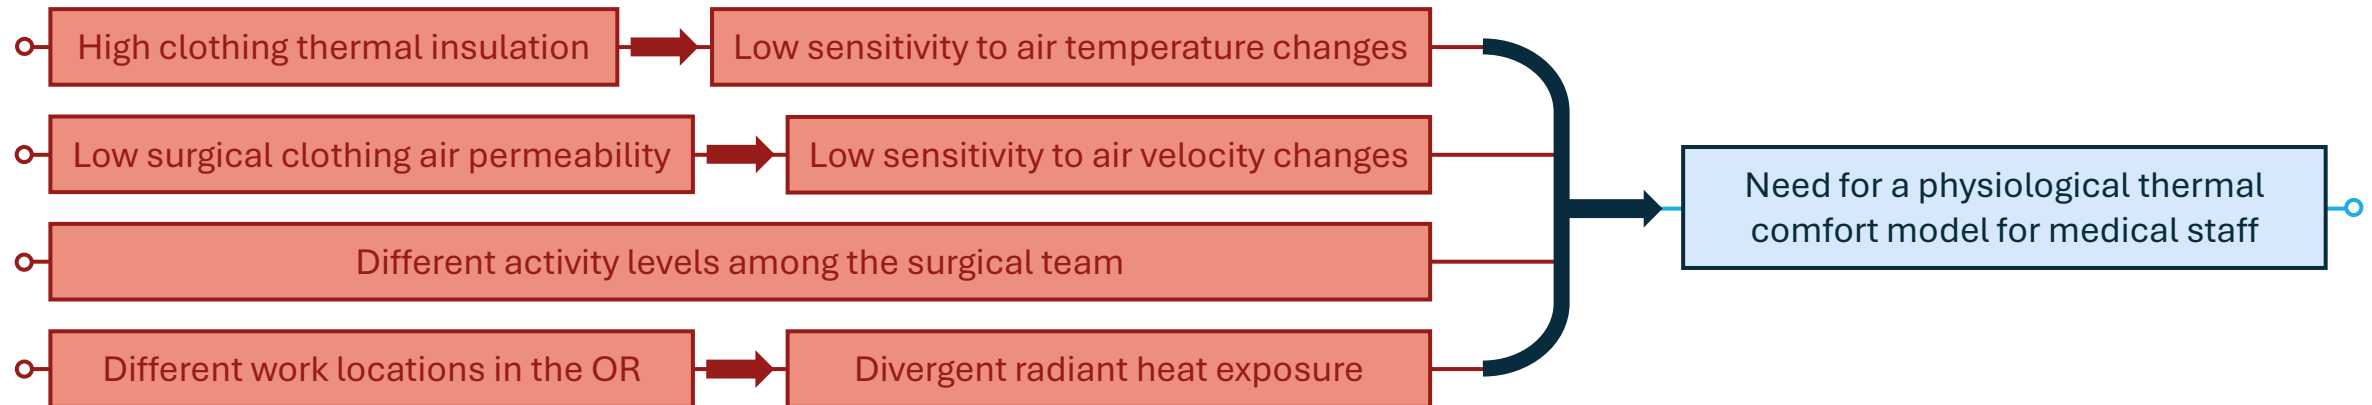 High clothing thermal insulation
Low sensitivity to air temperature changes
Low surgical clothing air permeability
Low sensitivity to air velocity changes
Different activity levels among the surgical team
Different work locations in the OR
Divergent radiant heat exposure
Need for a physiological thermal
comfort model for medical staff